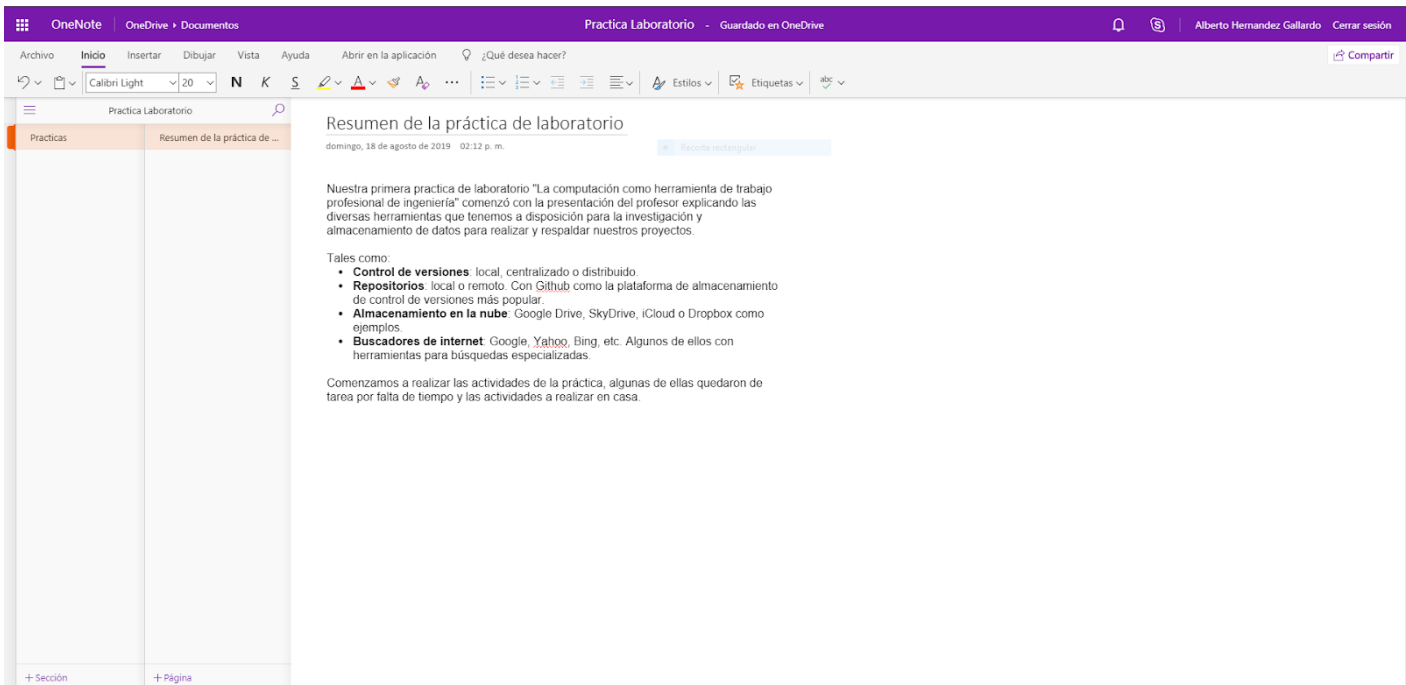 OneNote OneDrive ▸ Documentos Practica Laboratorio - Guardado en OneDrive Alberto Hernandez Gallardo Cerrar sesión
Archivo Inicio Insertar Dibujar Vista Ayuda Abrir en la aplicación ¿Qué desea hacer? Compartir
Calibri Light 20 N K S A A Estilos Etiquetas abc
Practica Laboratorio
Practicas Resumen de la práctica de ...
Resumen de la práctica de laboratorio
domingo, 18 de agosto de 2019 02:12 p. m.
Recorte rectangular
Nuestra primera practica de laboratorio "La computación como herramienta de trabajo
profesional de ingeniería" comenzó con la presentación del profesor explicando las
diversas herramientas que tenemos a disposición para la investigación y
almacenamiento de datos para realizar y respaldar nuestros proyectos.
Tales como:
• Control de versiones: local, centralizado o distribuido.
• Repositorios: local o remoto. Con Github como la plataforma de almacenamiento
de control de versiones más popular.
• Almacenamiento en la nube: Google Drive, SkyDrive, iCloud o Dropbox como
ejemplos.
• Buscadores de internet: Google, Yahoo, Bing, etc. Algunos de ellos con
herramientas para búsquedas especializadas.
Comenzamos a realizar las actividades de la práctica, algunas de ellas quedaron de
tarea por falta de tiempo y las actividades a realizar en casa.
+ Sección + Página